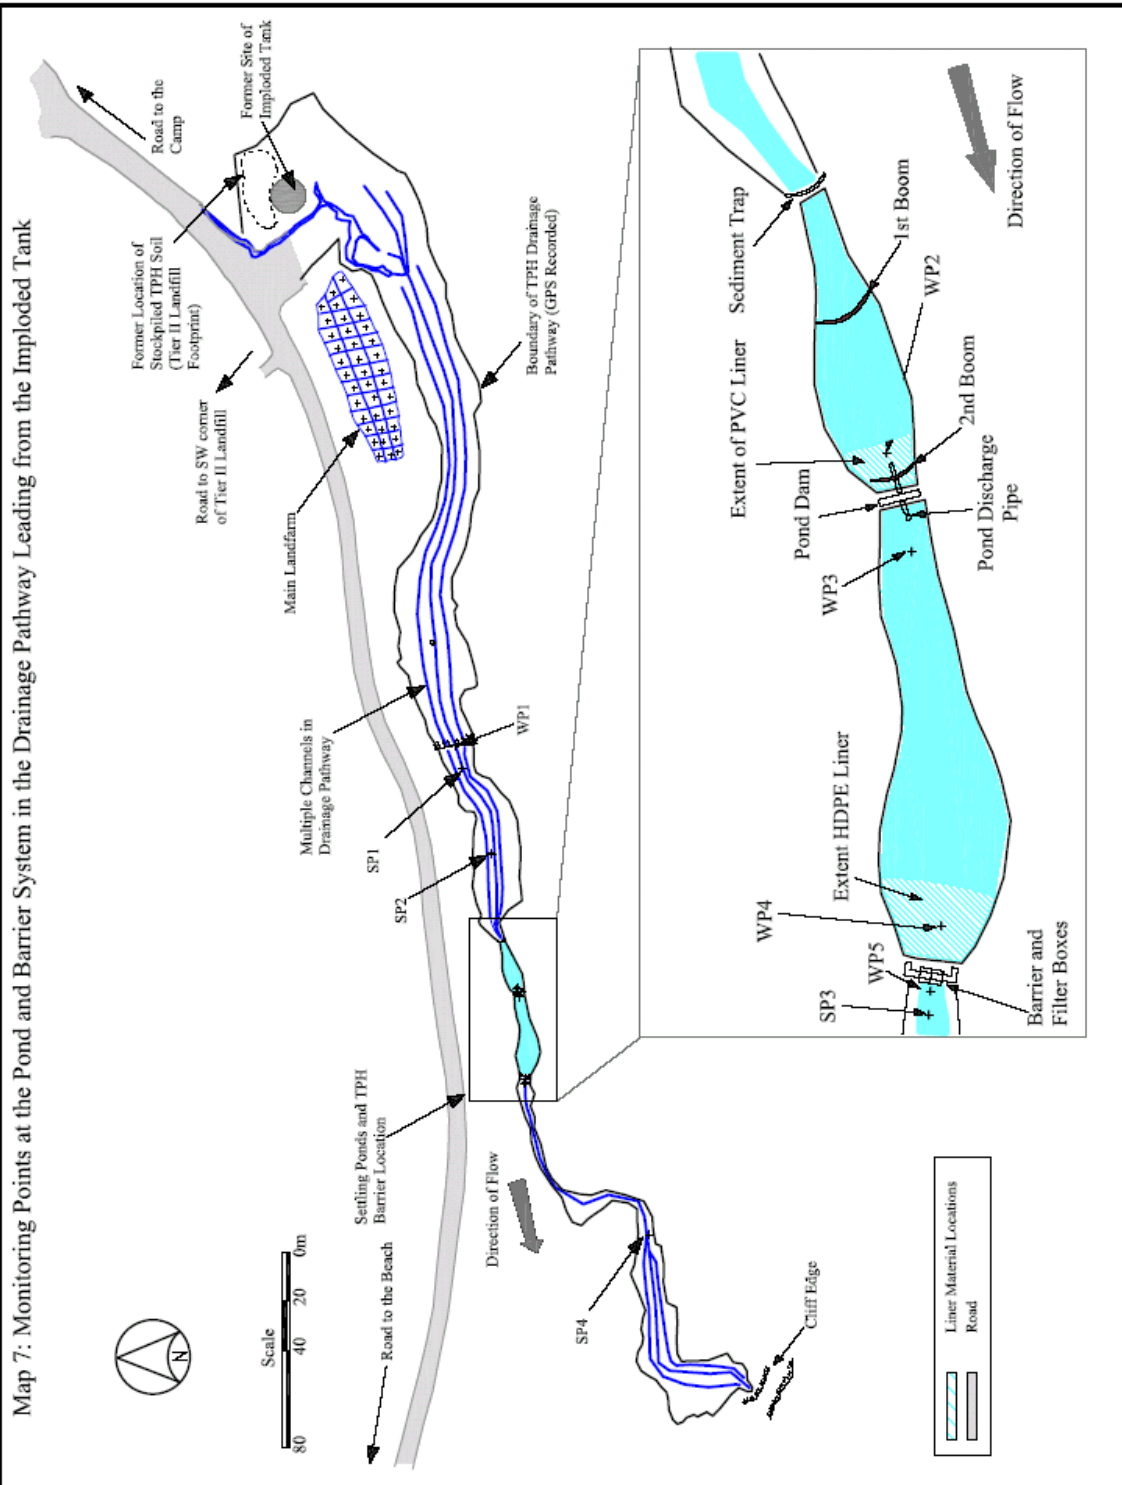 Map 7: Monitoring Points at the Pond and Barrier System in the Drainage Pathway Leading from the Imploded Tank
N
Scale
80
40
20
0m
Road to the Beach
Settling Ponds and TPH
Barrier Location
Direction of Flow
SP4
Cliff Edge
SP2
SP1
Multiple Channels in
Drainage Pathway
WP1
Main Landfarm
Road to SW corner
of Tier II Landfill
Former Location of
Stockpiled TPH Soil
(Tier II Landfill
Footprint)
Road to the
Camp
Former Site of
Imploded Tank
Boundary of TPH Drainage
Pathway (GPS Recorded)
SP3
WP5
WP4
Barrier and
Filter Boxes
Extent HDPE Liner
WP3
Pond Dam
Extent of PVC Liner
Sediment Trap
Pond Discharge
Pipe
2nd Boom
WP2
1st Boom
Direction of Flow
Liner Material Locations
Road